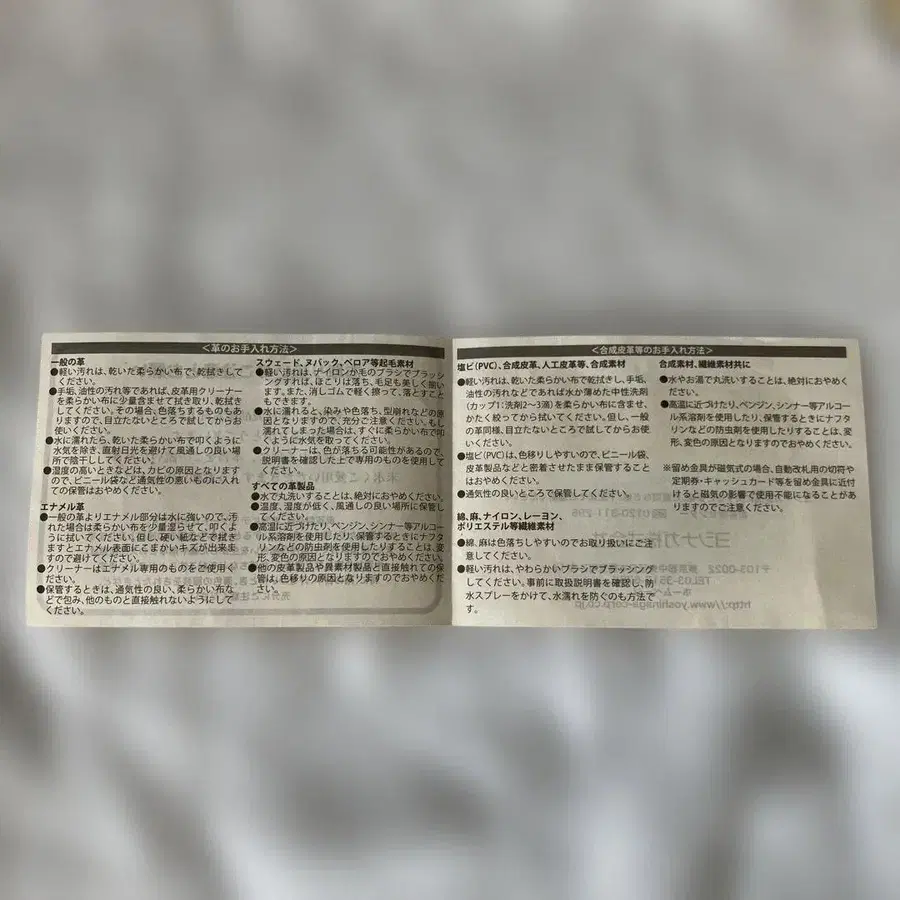 <革のお手入れ方法>
一般の革
●軽い汚れは、乾いた柔らかい布で、乾拭きして
ください。
●手垢、油性の汚れ等であれば、皮革用クリーナー
を柔らかい布に少量含ませて拭き取り、乾拭き
してください。その場合、色落ちするものもあ
りますので、目立たないところで試してからお
使いください。
●水に濡れたら、乾いた柔らかい布で叩くように
水気を除き、直射日光を避けて風通しの良い場
所で陰干ししてください。
●湿度の高いときなどは、カビの原因となります
ので、ビニール袋など通気性の悪いものに入れ
ての保管はおやめください。
エナメル革
●一般の革よりエナメル部分は水に強いので、汚
れた場合は柔らかい布を少量湿らせて、叩くよ
うに拭いてください。但し、硬い紙などで拭き
ますとエナメル表面にこまかいキズが出来ます
ので避けてください。
●クリーナーはエナメル専用のものをご使用くだ
さい。
●保管するときは、通気性の良い、柔らかい布な
どで包み、他のものと直接触れないようにして
ください。
スウェード、ヌバック、ベロア等起毛素材
●軽い汚れは、ナイロンか毛のブラシでブラッシ
ングすれば、ほこりは落ち、毛足も美しく揃い
ます。また、消しゴムで軽く擦って、落とすこと
もできます。
●水に濡れると、染みや色落ち、型崩れなどの原
因となりますので、充分ご注意ください。もし
濡れてしまった場合は、すぐに柔らかい布で叩
くように水気を取ってください。
●クリーナーは、色が落ちる可能性があるので、
説明書を確認した上で専用のものを使用して
ください。
すべての革製品
●水で丸洗いすることは、絶対におやめください。
●温度、湿度が低く、風通しの良い場所に保管し
てください。
●高温に近づけたり、ベンジン、シンナー等アルコー
ル系溶剤を使用したり、保管するときにナフタ
リンなどの防虫剤を使用したりすることは、変
形、変色の原因となりますのでおやめください。
●他の皮革製品や異素材製品と直接触れての保
管は、色移りの原因となりますのでおやめくだ
さい。
<合成皮革等のお手入れ方法>
塩ビ(PVC)、合成皮革、人工皮革等、合成素材
●軽い汚れは、乾いた柔らかい布で乾拭きし、手垢、
油性の汚れなどであれば水か薄めた中性洗剤
(カップ1:洗剤2〜3滴)を柔らかい布に含ませ、
かたく絞ってから拭いてください。但し、一般
の革同様、目立たないところで試してからお使
いください。
●塩ビ(PVC)は、色移りしやすいので、ビニール袋、
皮革製品などと密着させたまま保管すること
はおやめください。
●通気性の良いところで保管してください。
綿、麻、ナイロン、レーヨン、
ポリエステル等繊維素材
●綿、麻は色落ちしやすいのでお取り扱いにご注
意してください。
●軽い汚れは、やわらかいブラシでブラッシング
してください。事前に取扱説明書を確認し、防
水スプレーをかけて、水濡れを防ぐのも方法で
す。
合成素材、繊維素材共に
●水やお湯で丸洗いすることは、絶対におやめく
ださい。
●高温に近づけたり、ベンジン、シンナー等アルコー
ル系溶剤を使用したり、保管するときにナフタ
リンなどの防虫剤を使用したりすることは、変
形、変色の原因となりますのでおやめください。
※留め金具が磁気式の場合、自動改札用の切符や
定期券・キャッシュカード等を留め金具に近付
けると磁気の影響で使用不能になることがあ
りますのでご注意ください。